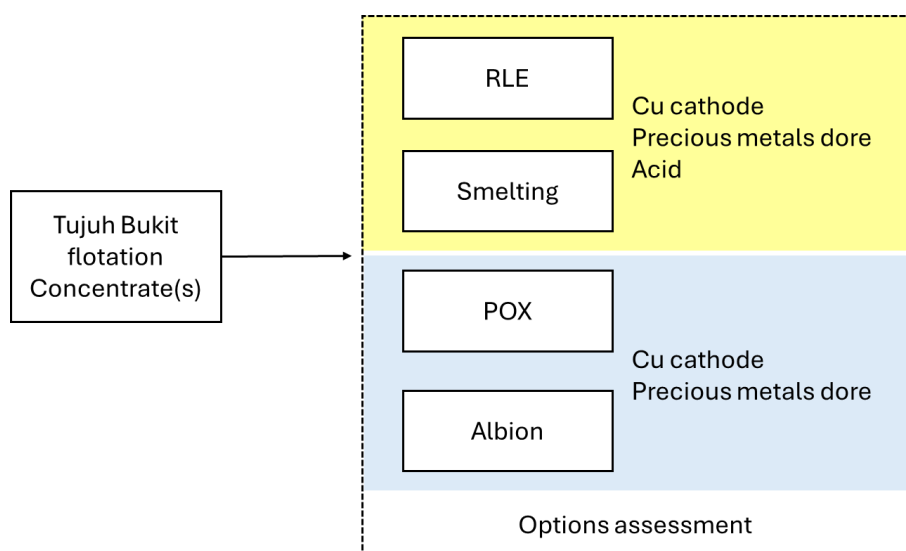 Tujuh Bukit
flotation
Concentrate(s)
RLE
Smelting
Cu cathode
Precious metals dore
Acid
POX
Albion
Cu cathode
Precious metals dore
Options assessment